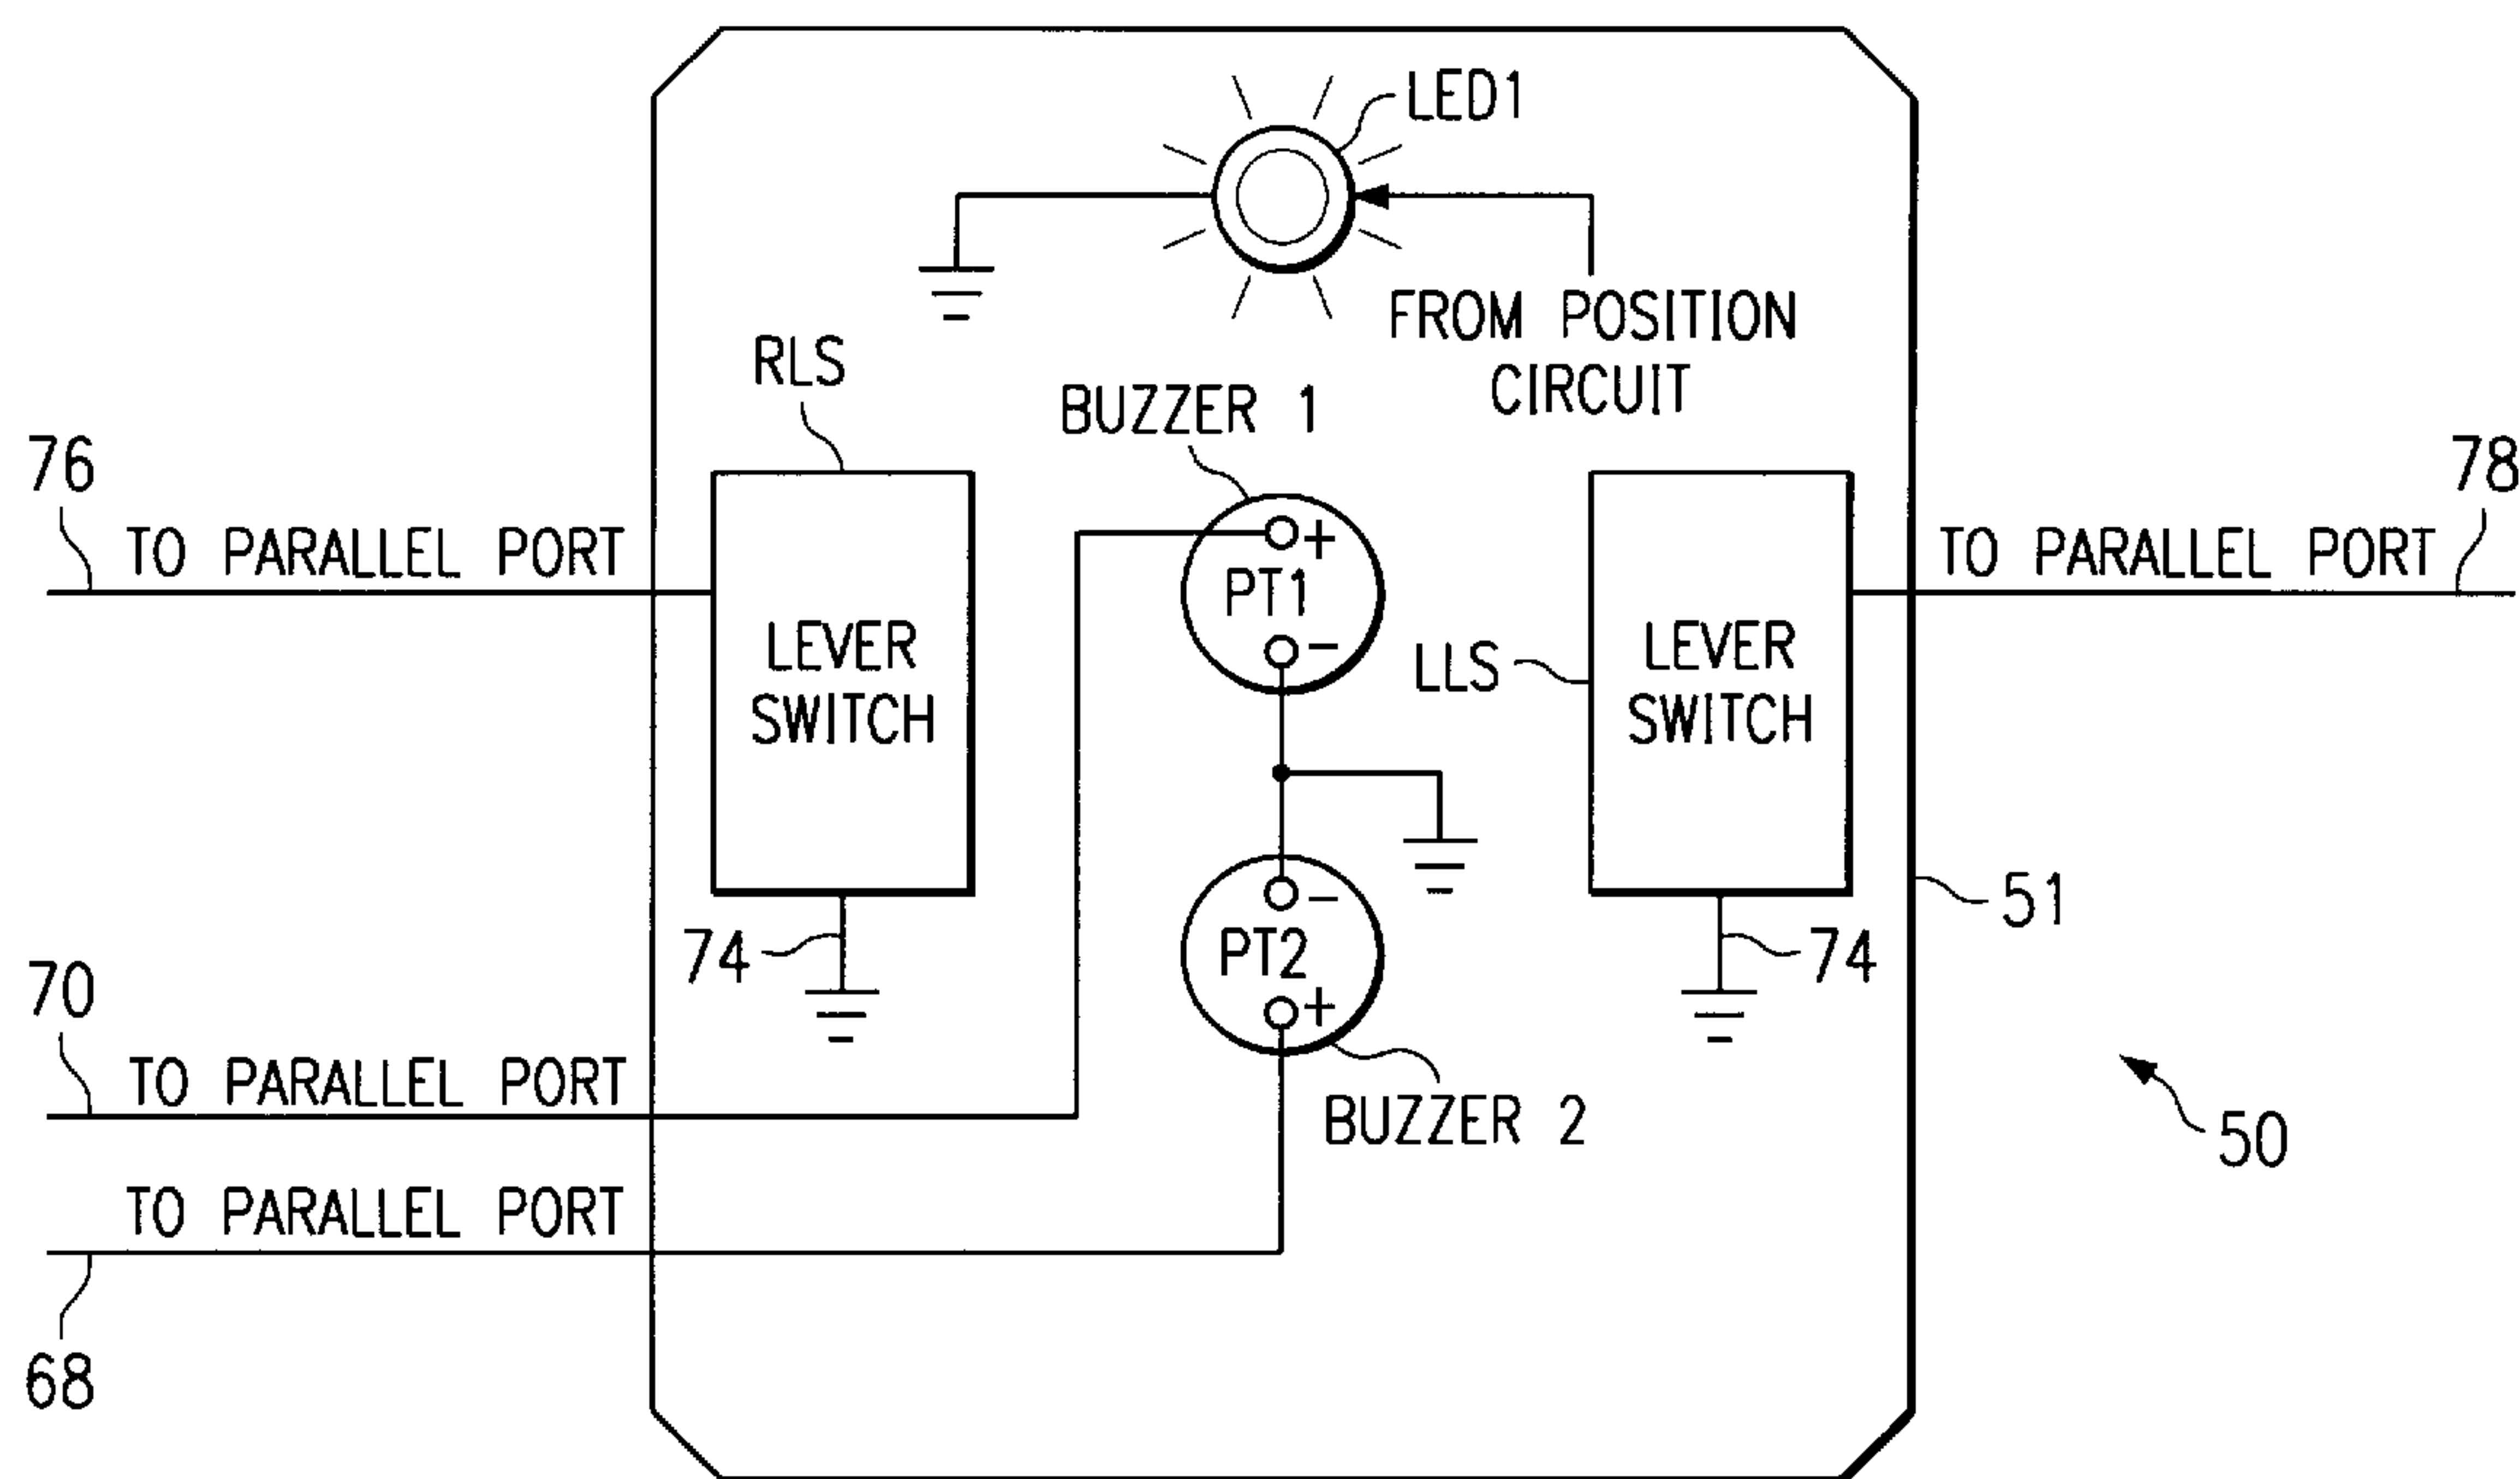 LED1
FROM POSITION
CIRCUIT
RLS
BUZZER 1
76
TO PARALLEL PORT
78
TO PARALLEL PORT
+
PT1
-
LEVER
SWITCH
LLS
LEVER
SWITCH
-
PT2
+
51
74
74
70
TO PARALLEL PORT
BUZZER 2
50
TO PARALLEL PORT
68